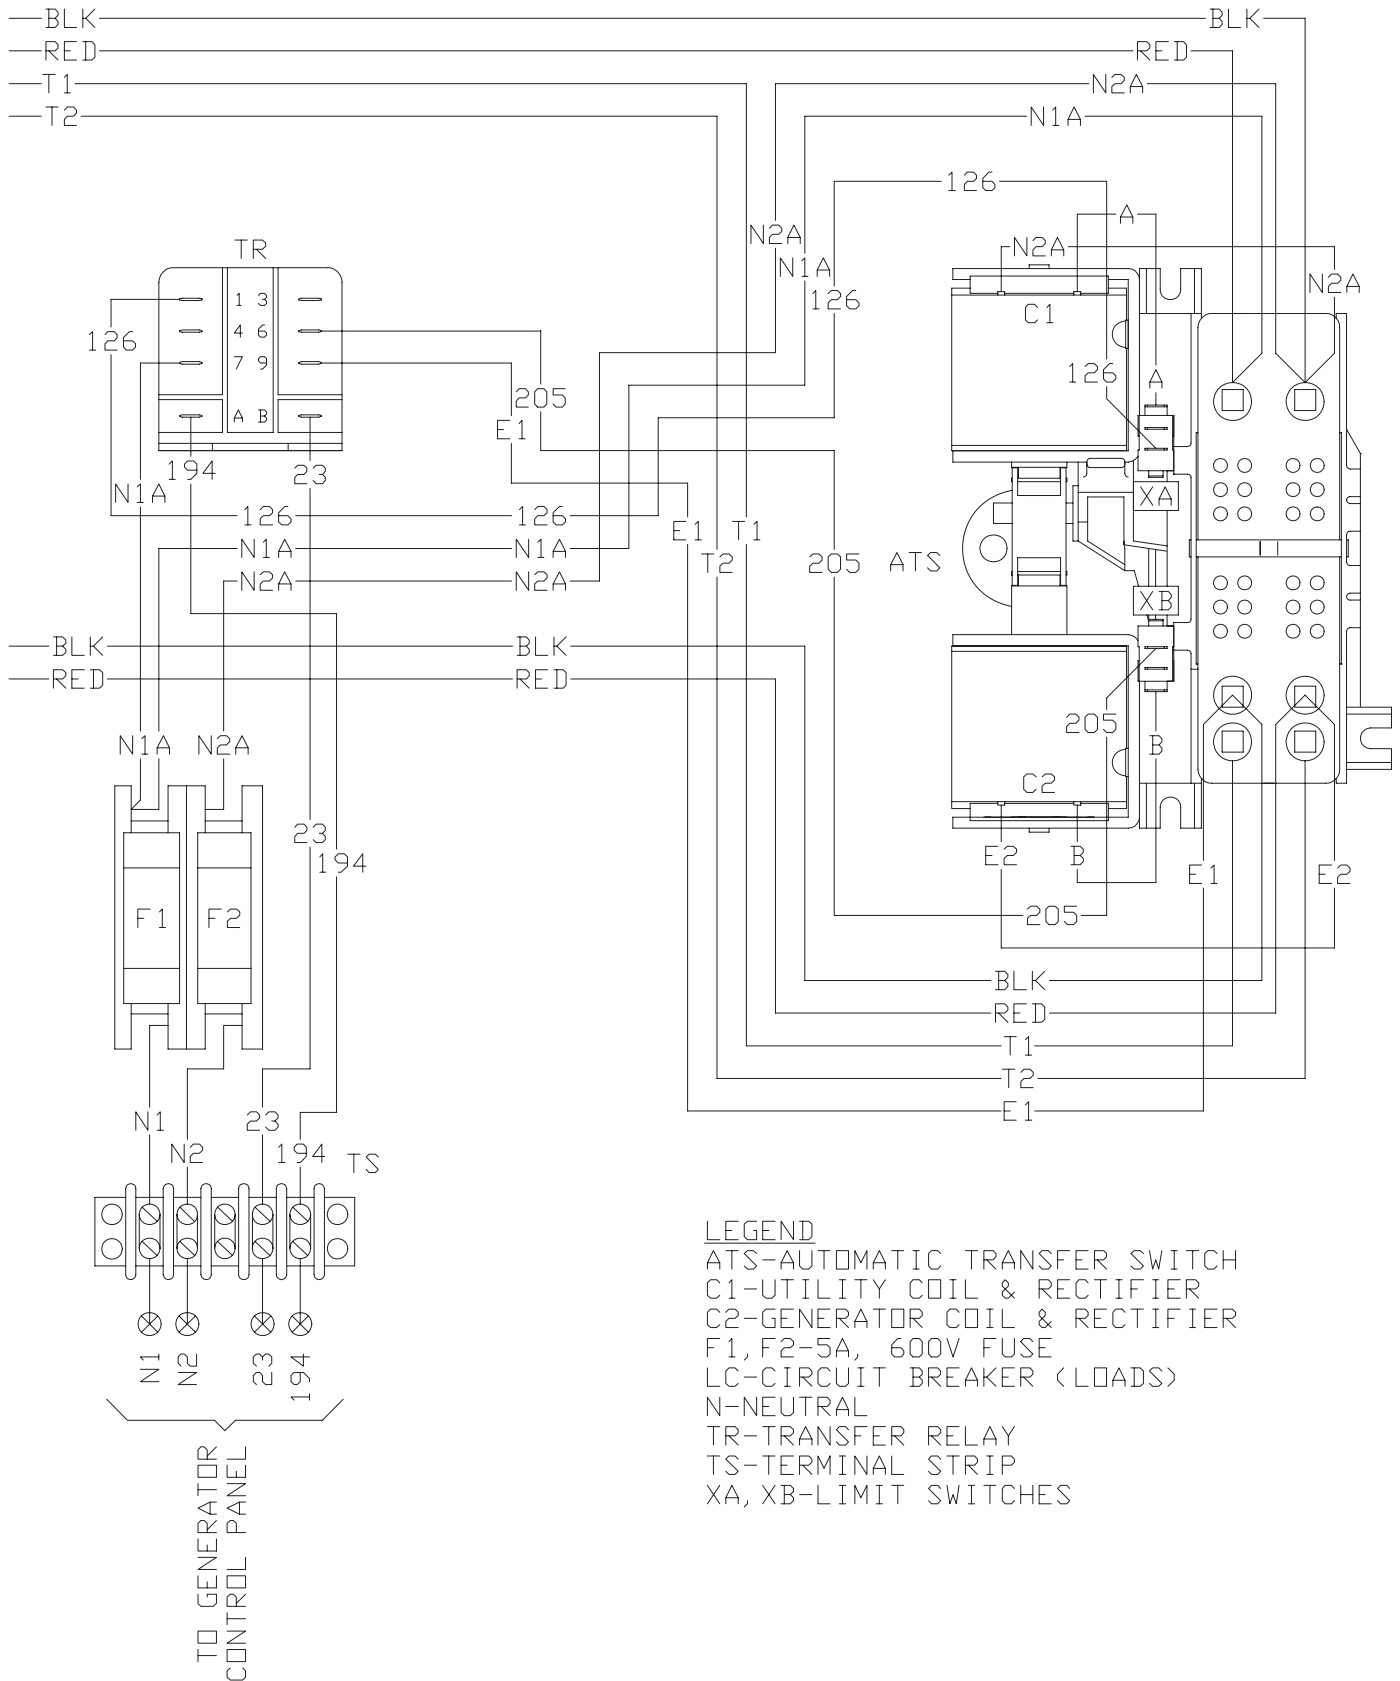 BLK BLK
RED RED
T1 N2A
T2 N1A
126
A
N2A N2A
TR
N1A N2A
126
1 3 C1
4 6
126
7 9 126 A
205
A B
E1
194 23
N1A XA
126 126
E1 T1
N1A N1A
T2 205 ATS
N2A N2A
XB
BLK BLK
RED RED
205
N1A N2A B
C2
23
194 E2 B
E1 E2
F1 F2 205
BLK
RED
T1
T2
N1 23 E1
N2 194 TS
LEGEND
ATS-AUTOMATIC TRANSFER SWITCH
C1-UTILITY COIL & RECTIFIER
C2-GENERATOR COIL & RECTIFIER
F1,F2-5A, 600V FUSE
LC-CIRCUIT BREAKER (LOADS)
N-NEUTRAL
TR-TRANSFER RELAY
TS-TERMINAL STRIP
XA,XB-LIMIT SWITCHES
N1 N2 23 194
TO GENERATOR
CONTROL PANEL